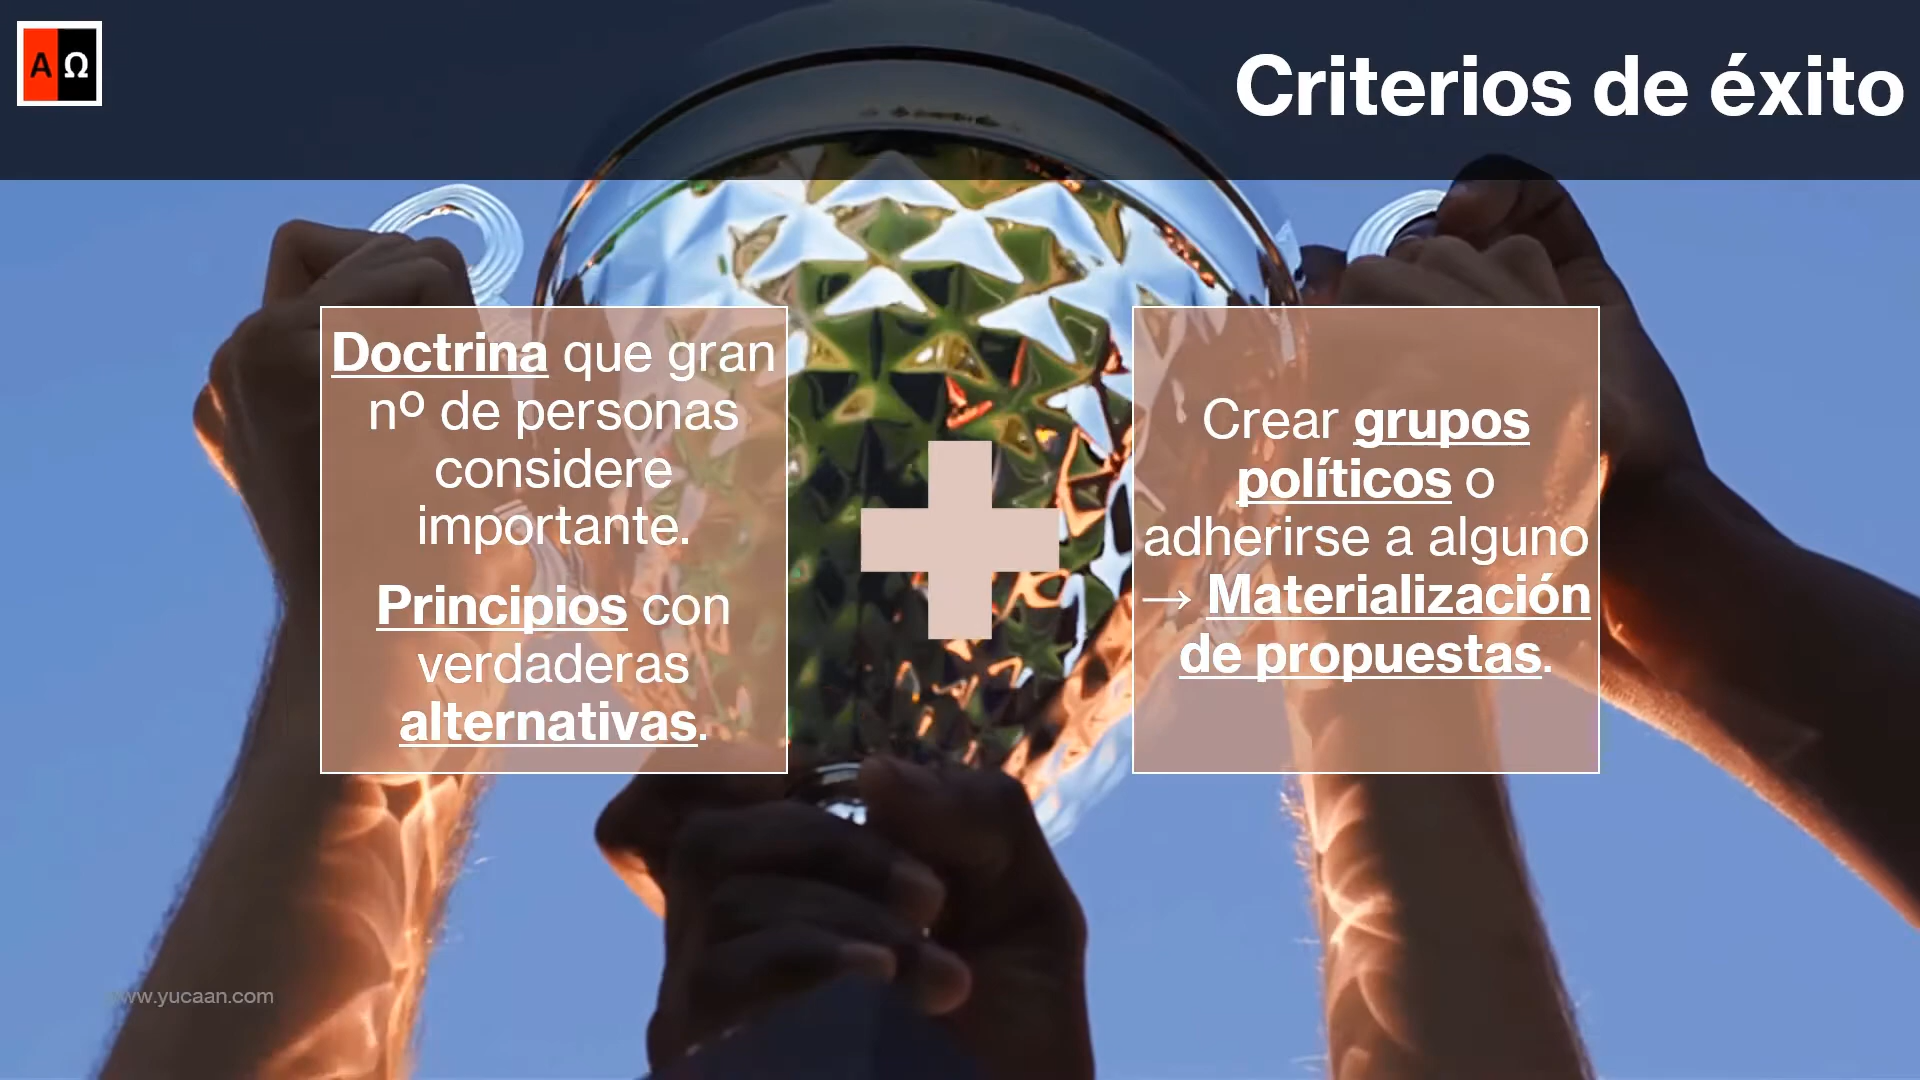 A Ω
Criterios de éxito
Doctrina que gran
nº de personas
considere
importante.
Principios con
verdaderas
alternativas.
Crear grupos
políticos o
adherirse a alguno
→ Materialización
de propuestas.
www.yucaan.com